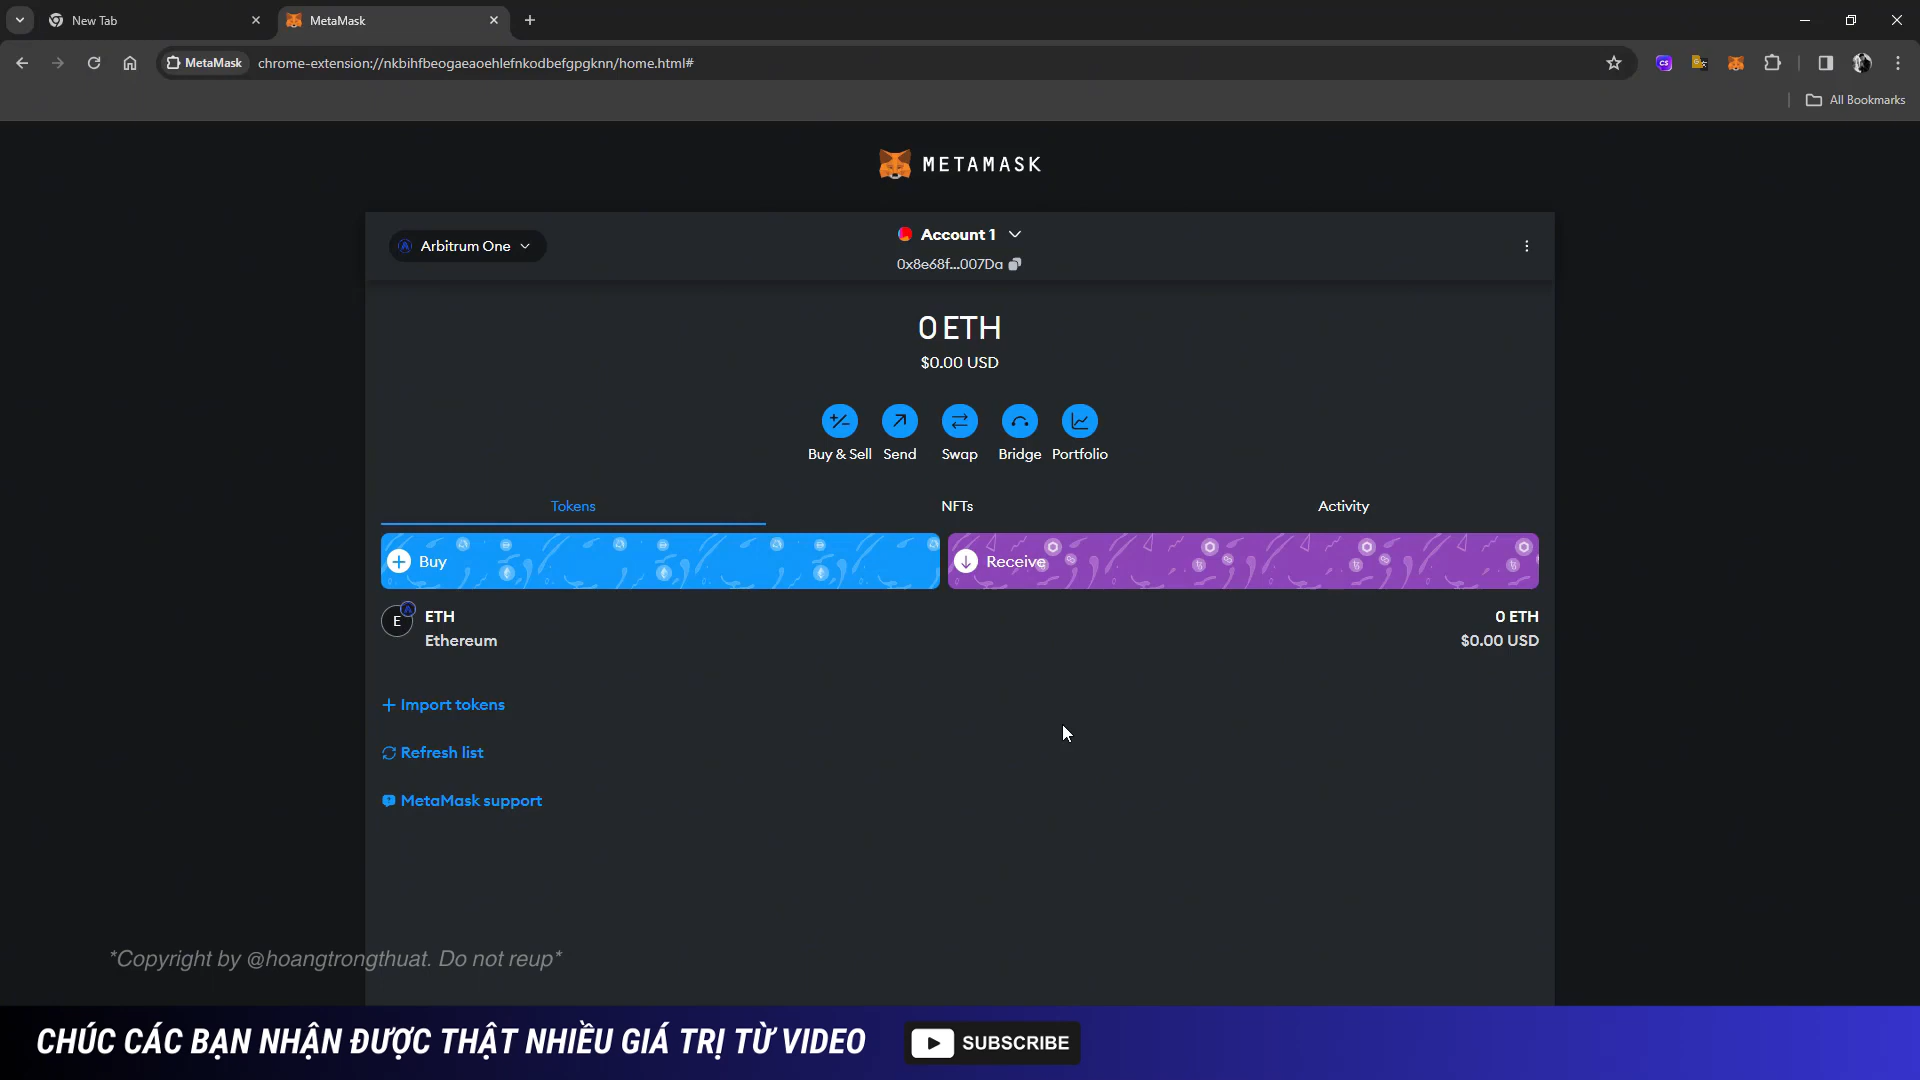 New Tab
MetaMask
MetaMask
chrome-extension://nkbihfbeogaeaoehlefnkodbefgpgknn/home.html#
All Bookmarks
METAMASK
Arbitrum One
Account 1
0x8e68f...007Da
0 ETH
$0.00 USD
Buy & Sell
Send
Swap
Bridge
Portfolio
Tokens
NFTs
Activity
Buy
Receive
E
ETH
0 ETH
Ethereum
$0.00 USD
+ Import tokens
Refresh list
MetaMask support
*Copyright by @hoangtrongthuat. Do not reup*
CHÚC CÁC BẠN NHẬN ĐƯỢC THẬT NHIỀU GIÁ TRỊ TỪ VIDEO
SUBSCRIBE